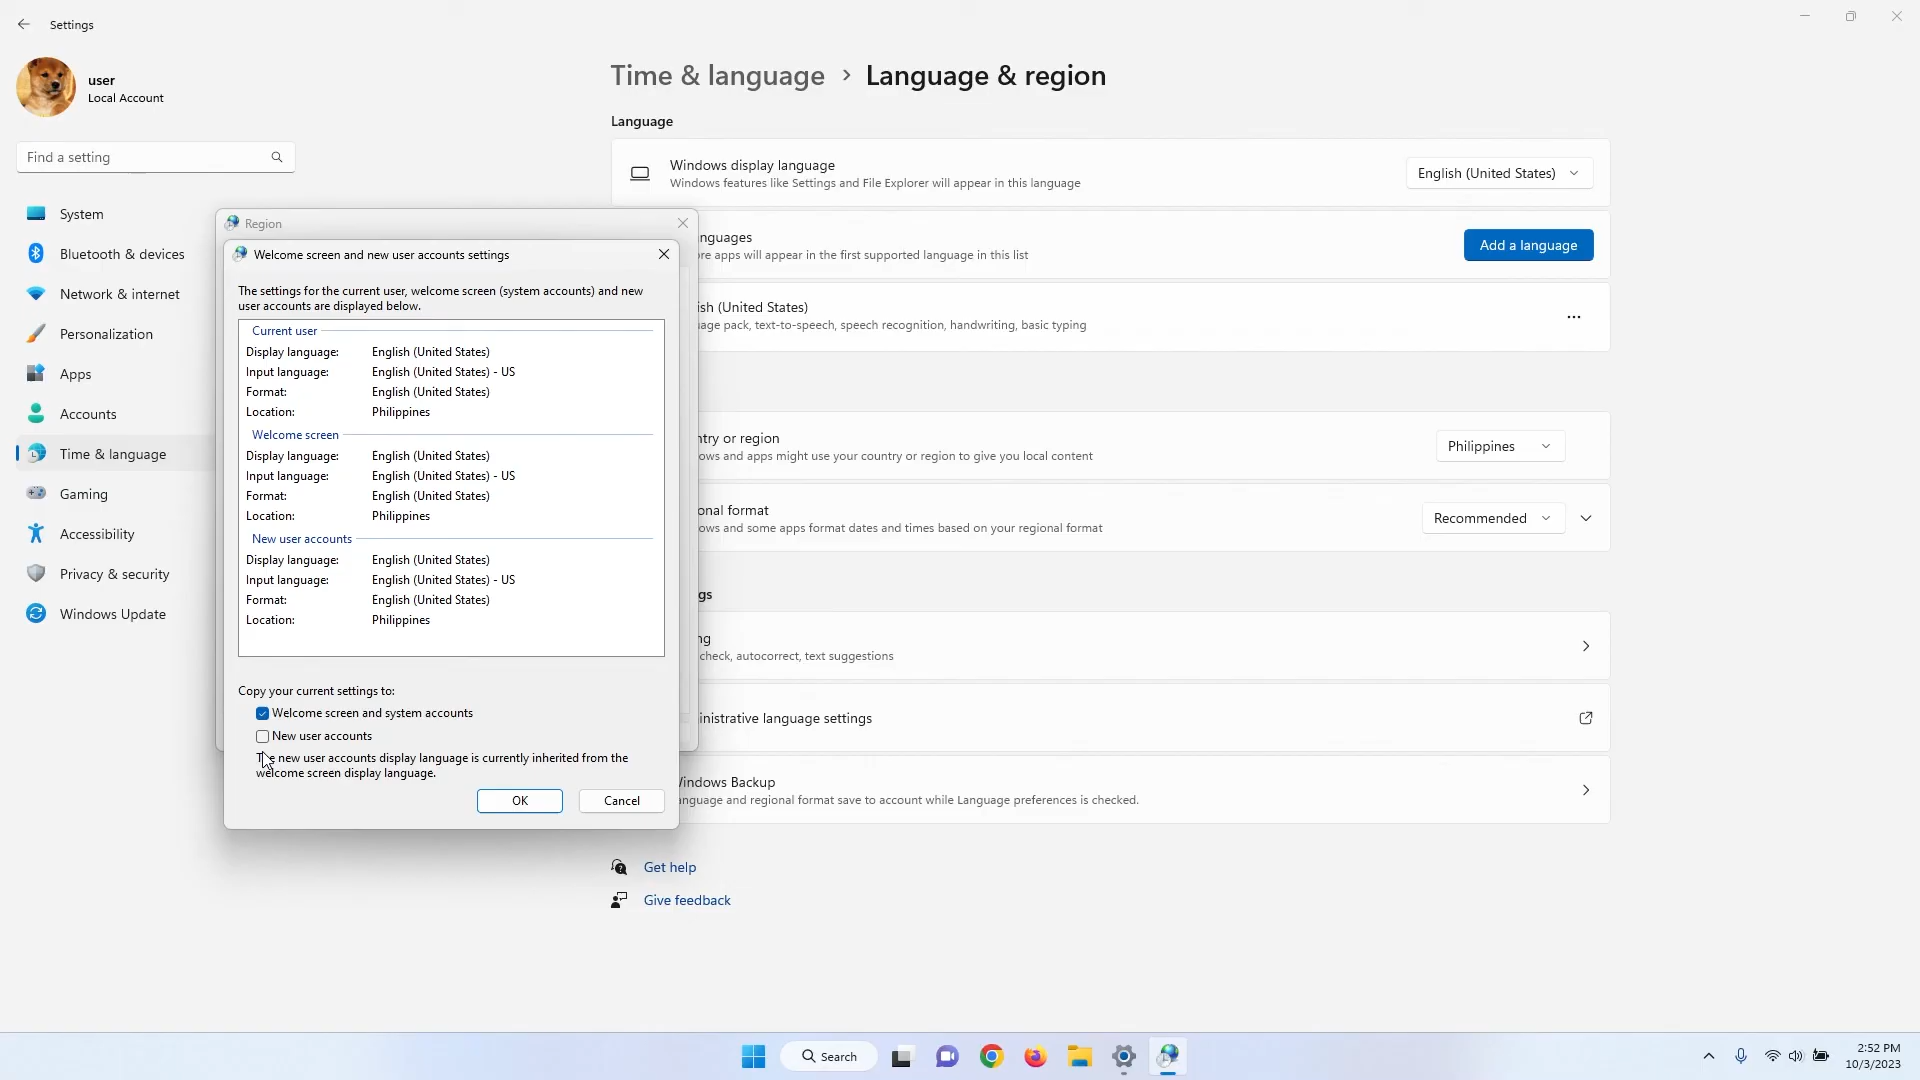 Settings
user
Local Account
Find a setting
System
Bluetooth & devices
Network & internet
Personalization
Apps
Accounts
Time & language
Gaming
Accessibility
Privacy & security
Windows Update
Time & language > Language & region
Language
Windows display language
Windows features like Settings and File Explorer will appear in this language
English (United States)
nguages
re apps will appear in the first supported language in this list
Add a language
ish (United States)
age pack, text-to-speech, speech recognition, handwriting, basic typing
ntry or region
ows and apps might use your country or region to give you local content
Philippines
onal format
ows and some apps format dates and times based on your regional format
Recommended
gs
ng
check, autocorrect, text suggestions
inistrative language settings
Windows Backup
anguage and regional format save to account while Language preferences is checked.
Get help
Give feedback
Region
Welcome screen and new user accounts settings
The settings for the current user, welcome screen (system accounts) and new
user accounts are displayed below.
Current user
Display language: English (United States)
Input language: English (United States) - US
Format: English (United States)
Location: Philippines
Welcome screen
Display language: English (United States)
Input language: English (United States) - US
Format: English (United States)
Location: Philippines
New user accounts
Display language: English (United States)
Input language: English (United States) - US
Format: English (United States)
Location: Philippines
Copy your current settings to:
Welcome screen and system accounts
New user accounts
The new user accounts display language is currently inherited from the
welcome screen display language.
OK Cancel
Search
2:52 PM
10/3/2023